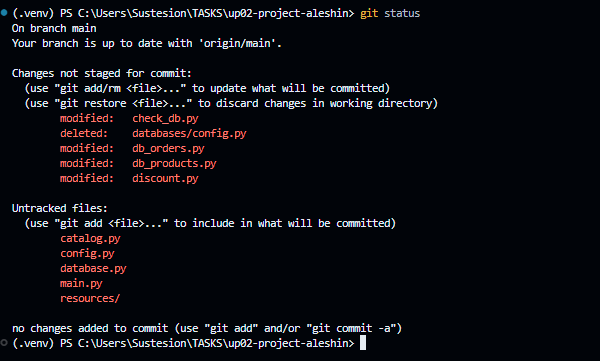 (.venv) PS C:\Users\Sustesion\TASKS\up02-project-aleshin> git status
On branch main
Your branch is up to date with 'origin/main'.

Changes not staged for commit:
  (use "git add/rm <file>..." to update what will be committed)
  (use "git restore <file>..." to discard changes in working directory)
        modified:   check_db.py
        deleted:    databases/config.py
        modified:   db_orders.py
        modified:   db_products.py
        modified:   discount.py

Untracked files:
  (use "git add <file>..." to include in what will be committed)
        catalog.py
        config.py
        database.py
        main.py
        resources/

no changes added to commit (use "git add" and/or "git commit -a")
(.venv) PS C:\Users\Sustesion\TASKS\up02-project-aleshin>